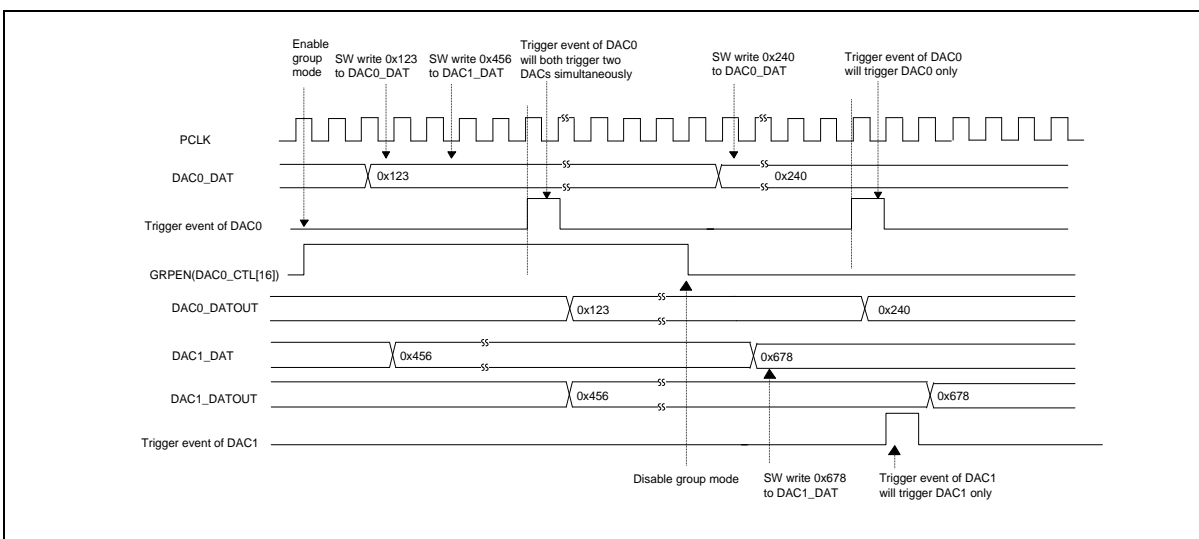 Enable
group
mode
SW write 0x123
to DAC0_DAT
SW write 0x456
to DAC1_DAT
Trigger event of DAC0
will both trigger two
DACs simultaneously
SW write 0x240
to DAC0_DAT
Trigger event of DAC0
will trigger DAC0 only
PCLK
DAC0_DAT
0x123
0x240
Trigger event of DAC0
GRPEN(DAC0_CTL[16])
DAC0_DATOUT
0x123
0x240
DAC1_DAT
0x456
0x678
DAC1_DATOUT
0x456
0x678
Trigger event of DAC1
Disable group mode
SW write 0x678
to DAC1_DAT
Trigger event of DAC1
will trigger DAC1 only